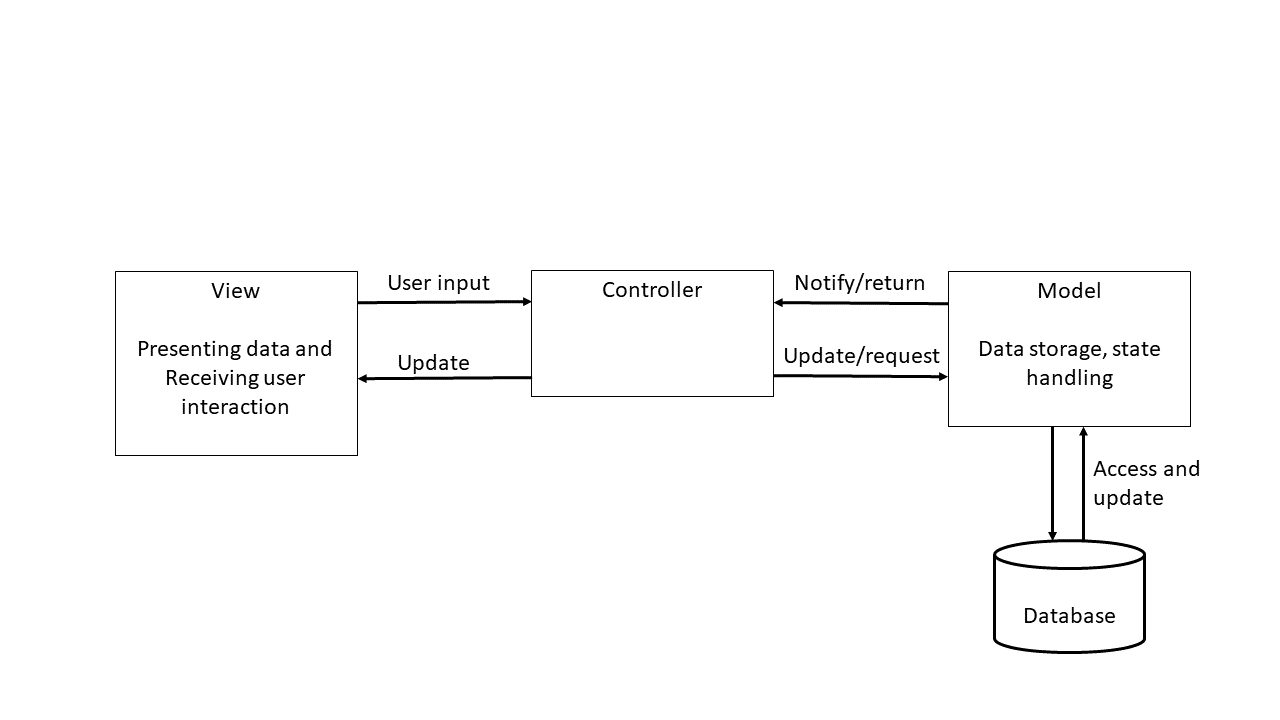 View
Presenting data and
Receiving user
interaction
User input
Update
Controller
Notify/return
Update/request
Model
Data storage, state
handling
Access and
update
Database